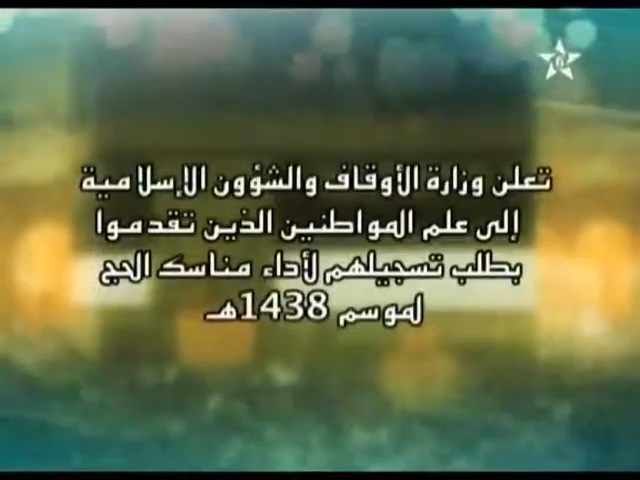 تعلن وزارة الأوقاف والشؤون الإسلامية
إلى علم المواطنين الذين تقدموا
بطلب تسجيلهم لأداء مناسك الحج
لموسم 1438هـ